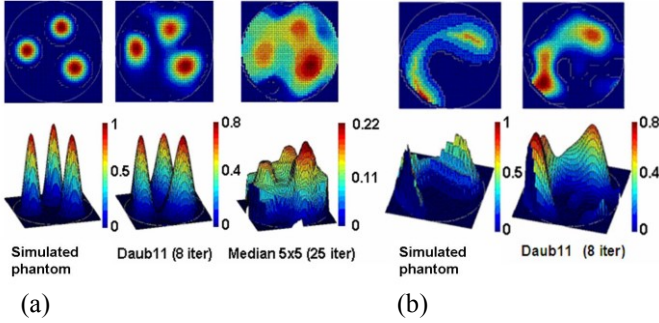 1
0.5
0
0.8
0.4
0
0.22
0.11
0
1
0.5
0
0.8
0.4
0
Simulated
phantom
Daub11 (8 iter)
Median 5x5 (25 iter)
Simulated
phantom
Daub11 (8 iter)
(a)
(b)